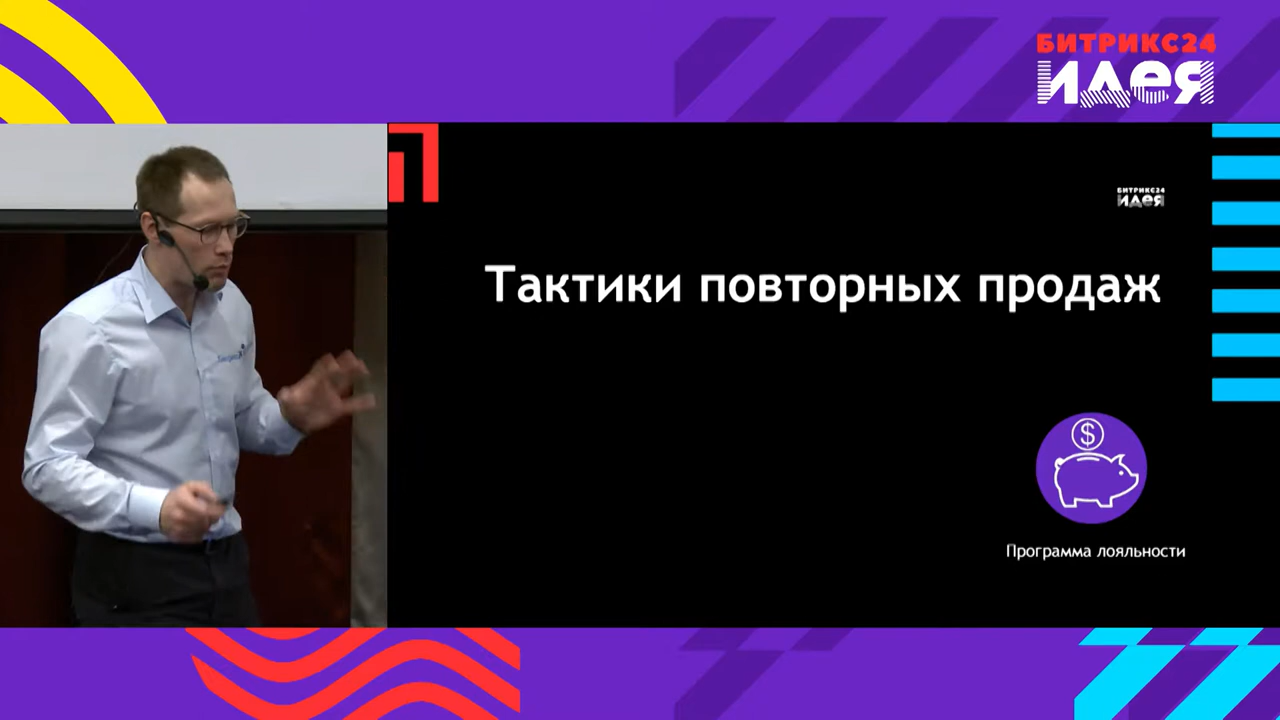 БИТРИКС24
идея
БИТРИКС24
идея
Тактики повторных продаж
$
Программа лояльности